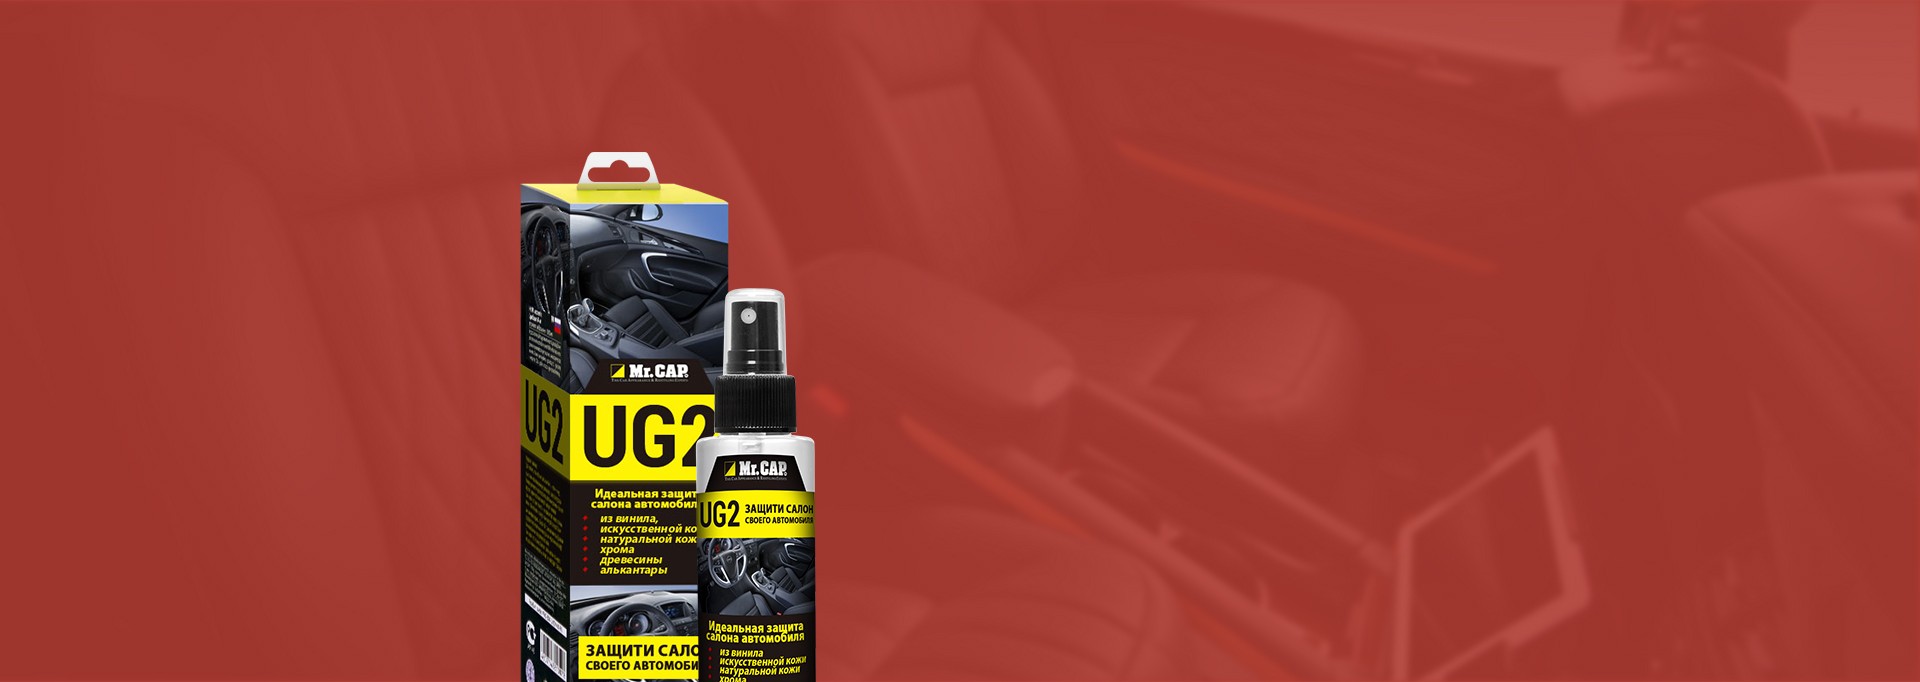 Mr.CAP.
UG2
UG2
Идеальная защит
салона автомобил
из винила,
искусственной ко
натуральной кож
хрома
древесины
алькантары
ЗАЩИТИ САЛО
СВОЕГО АВТОМОБИ
Mr.CAP.
UG2 ЗАЩИТИ САЛОН
СВОЕГО АВТОМОБИЛЯ
Идеальная защита
салона автомобиля
из винила
искусственной кожи
натуральной кожи
хрома